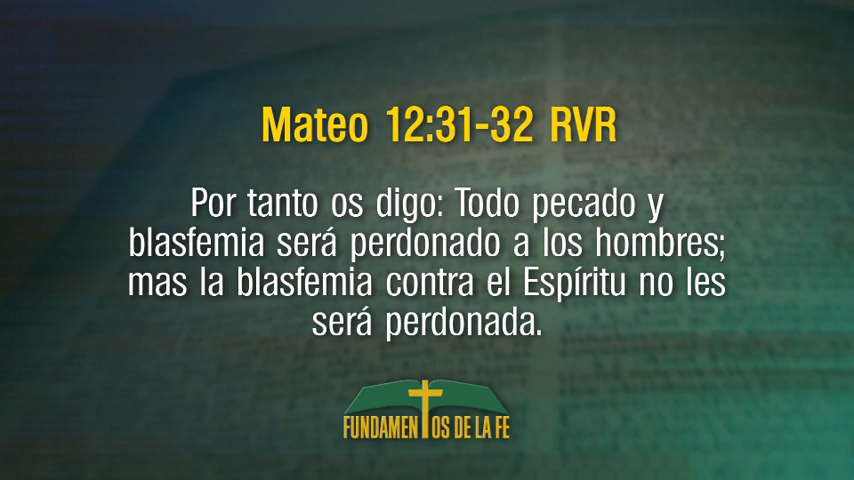 Mateo 12:31-32 RVR
Por tanto os digo: Todo pecado y
blasfemia será perdonado a los hombres;
mas la blasfemia contra el Espíritu no les
será perdonada.
FUNDAMENTOS DE LA FE